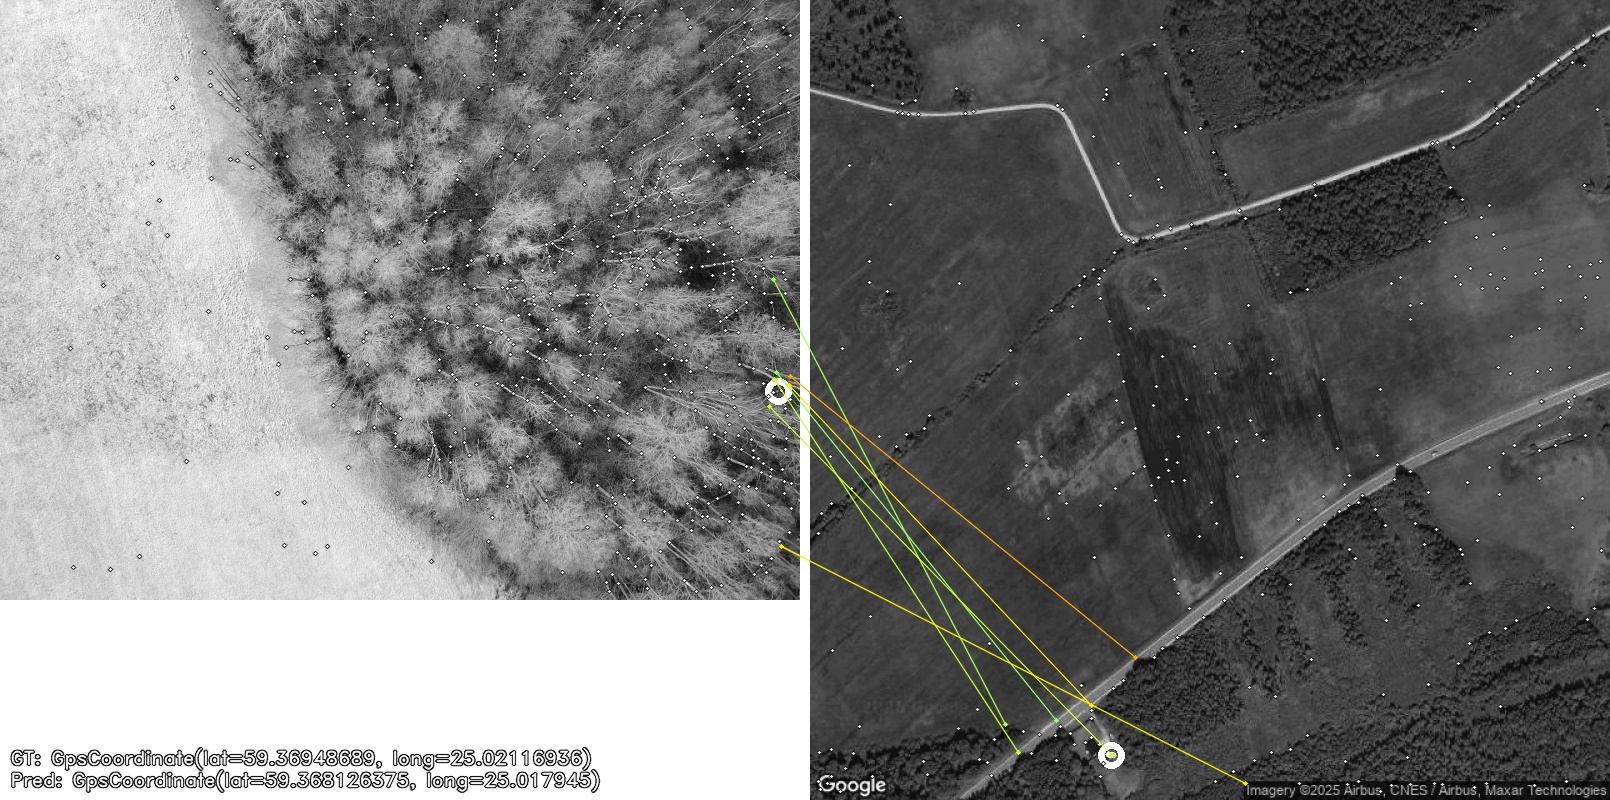 GT: GpsCoordinate(lat=59.36948689, long=25.02116936)
Pred: GpsCoordinate(lat=59.368126375, long=25.017945)
Google
Imagery ©2025 Airbus, CNES / Airbus, Maxar Technologies